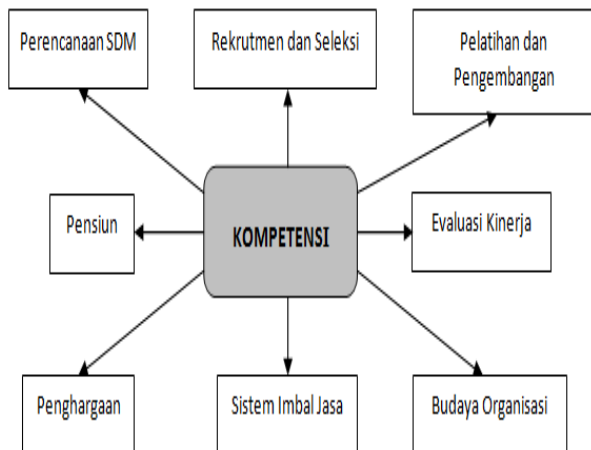 Perencanaan SDM
Rekrutmen dan Seleksi
Pelatihan dan
Pengembangan
Pensiun
KOMPETENSI
Evaluasi Kinerja
Penghargaan
Sistem Imbal Jasa
Budaya Organisasi